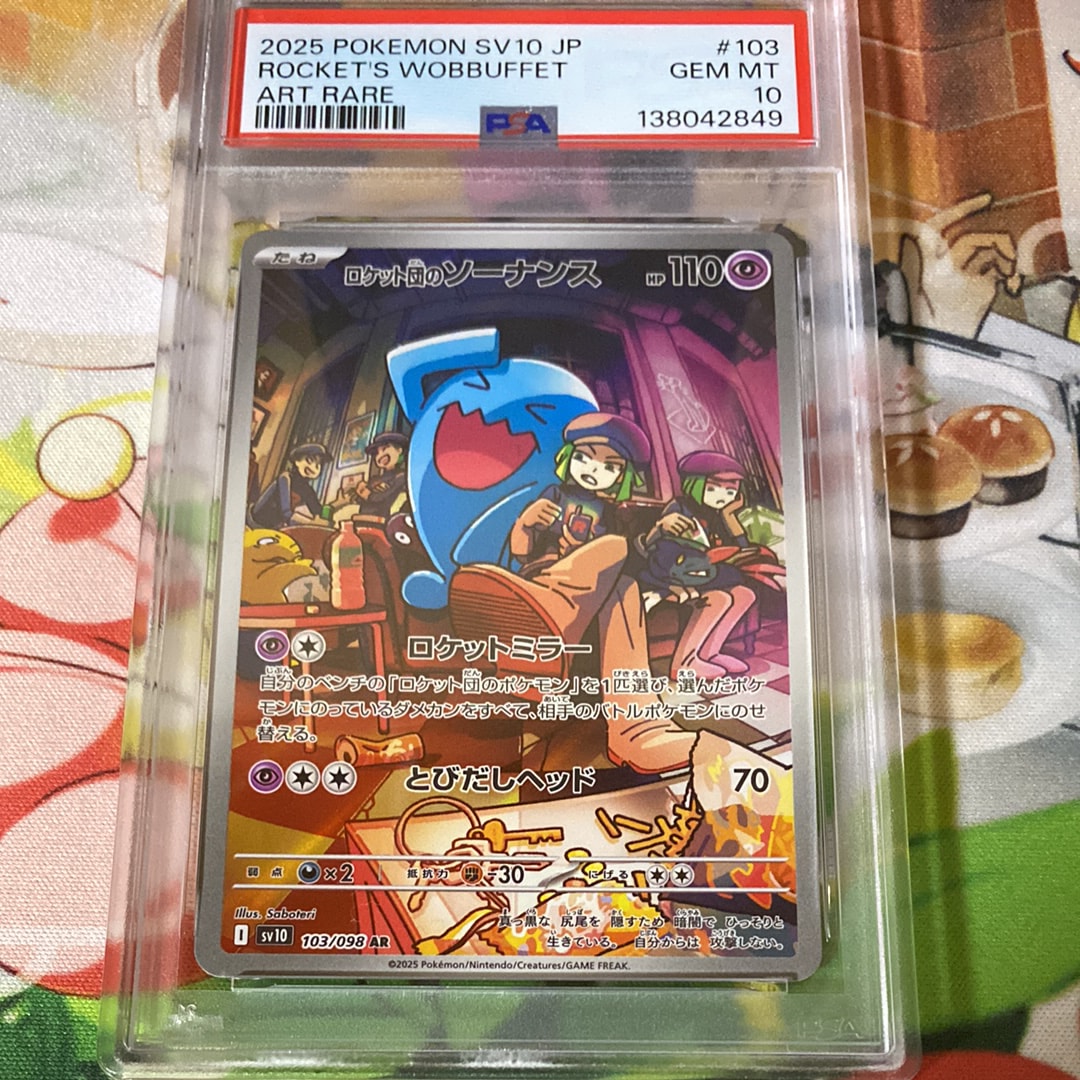 2025 POKEMON SV10 JP #103
ROCKET'S WOBBUFFET GEM MT
ART RARE 10
PSA 138042849
たね ロケット団のソーナンス HP 110
ロケットミラー
自分のベンチの「ロケット団のポケモン」を1匹選び、選んだポケ
モンにのっているダメカンをすべて、相手のバトルポケモンにのせ
替える。
とびだしヘッド 70
弱点 ×2 抵抗力 -30 にげる
Illus. Saboteri
真っ黒な 尻尾を 隠すため 暗闇で ひっそりと
生きている。 自分からは 攻撃しない。
I sv10 103/098 AR
©2025 Pokémon/Nintendo/Creatures/GAME FREAK.
PSA